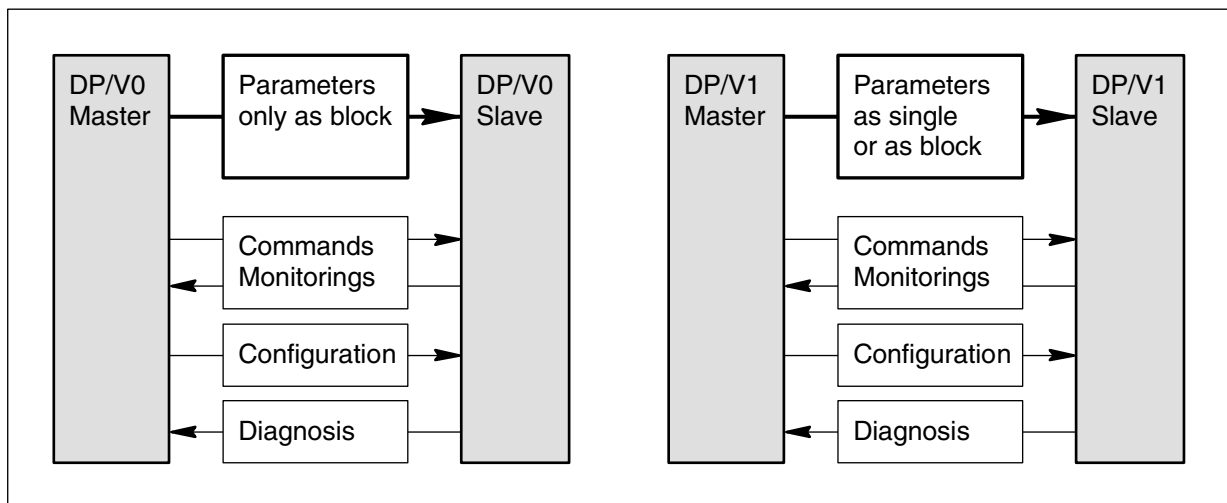 DP/V0
Master
Parameters
only as block
DP/V0
Slave
Commands
Monitorings
Configuration
Diagnosis
DP/V1
Master
Parameters
as single
or as block
DP/V1
Slave
Commands
Monitorings
Configuration
Diagnosis